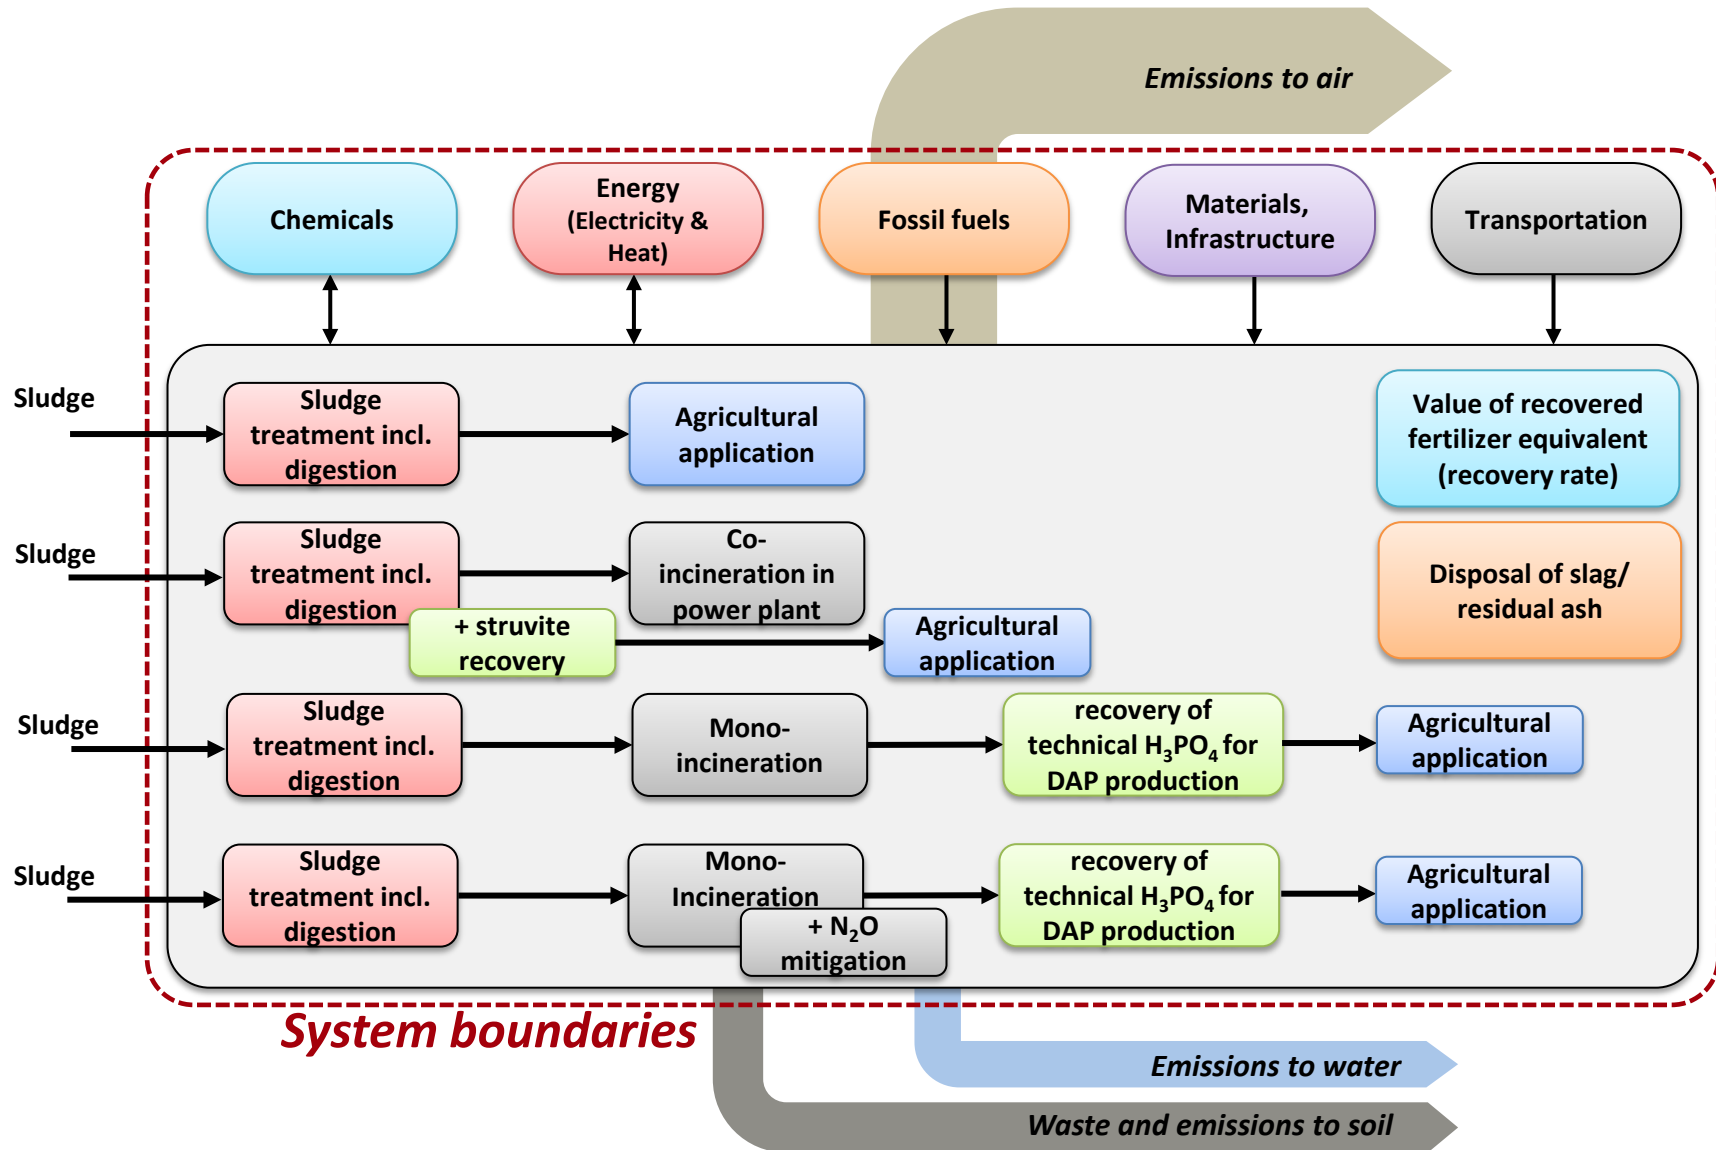 Emissions to air
Chemicals
Energy
(Electricity &
Heat)
Fossil fuels
Materials,
Infrastructure
Transportation
Sludge
Sludge
treatment incl.
digestion
Agricultural
application
Value of recovered
fertilizer equivalent
(recovery rate)
Sludge
Sludge
treatment incl.
digestion
Co-
incineration in
power plant
Disposal of slag/
residual ash
+ struvite
recovery
Agricultural
application
Sludge
Sludge
treatment incl.
digestion
Mono-
incineration
recovery of
technical H₃PO₄ for
DAP production
Agricultural
application
Sludge
Sludge
treatment incl.
digestion
Mono-
Incineration
+ N₂O
mitigation
recovery of
technical H₃PO₄ for
DAP production
Agricultural
application
System boundaries
Emissions to water
Waste and emissions to soil